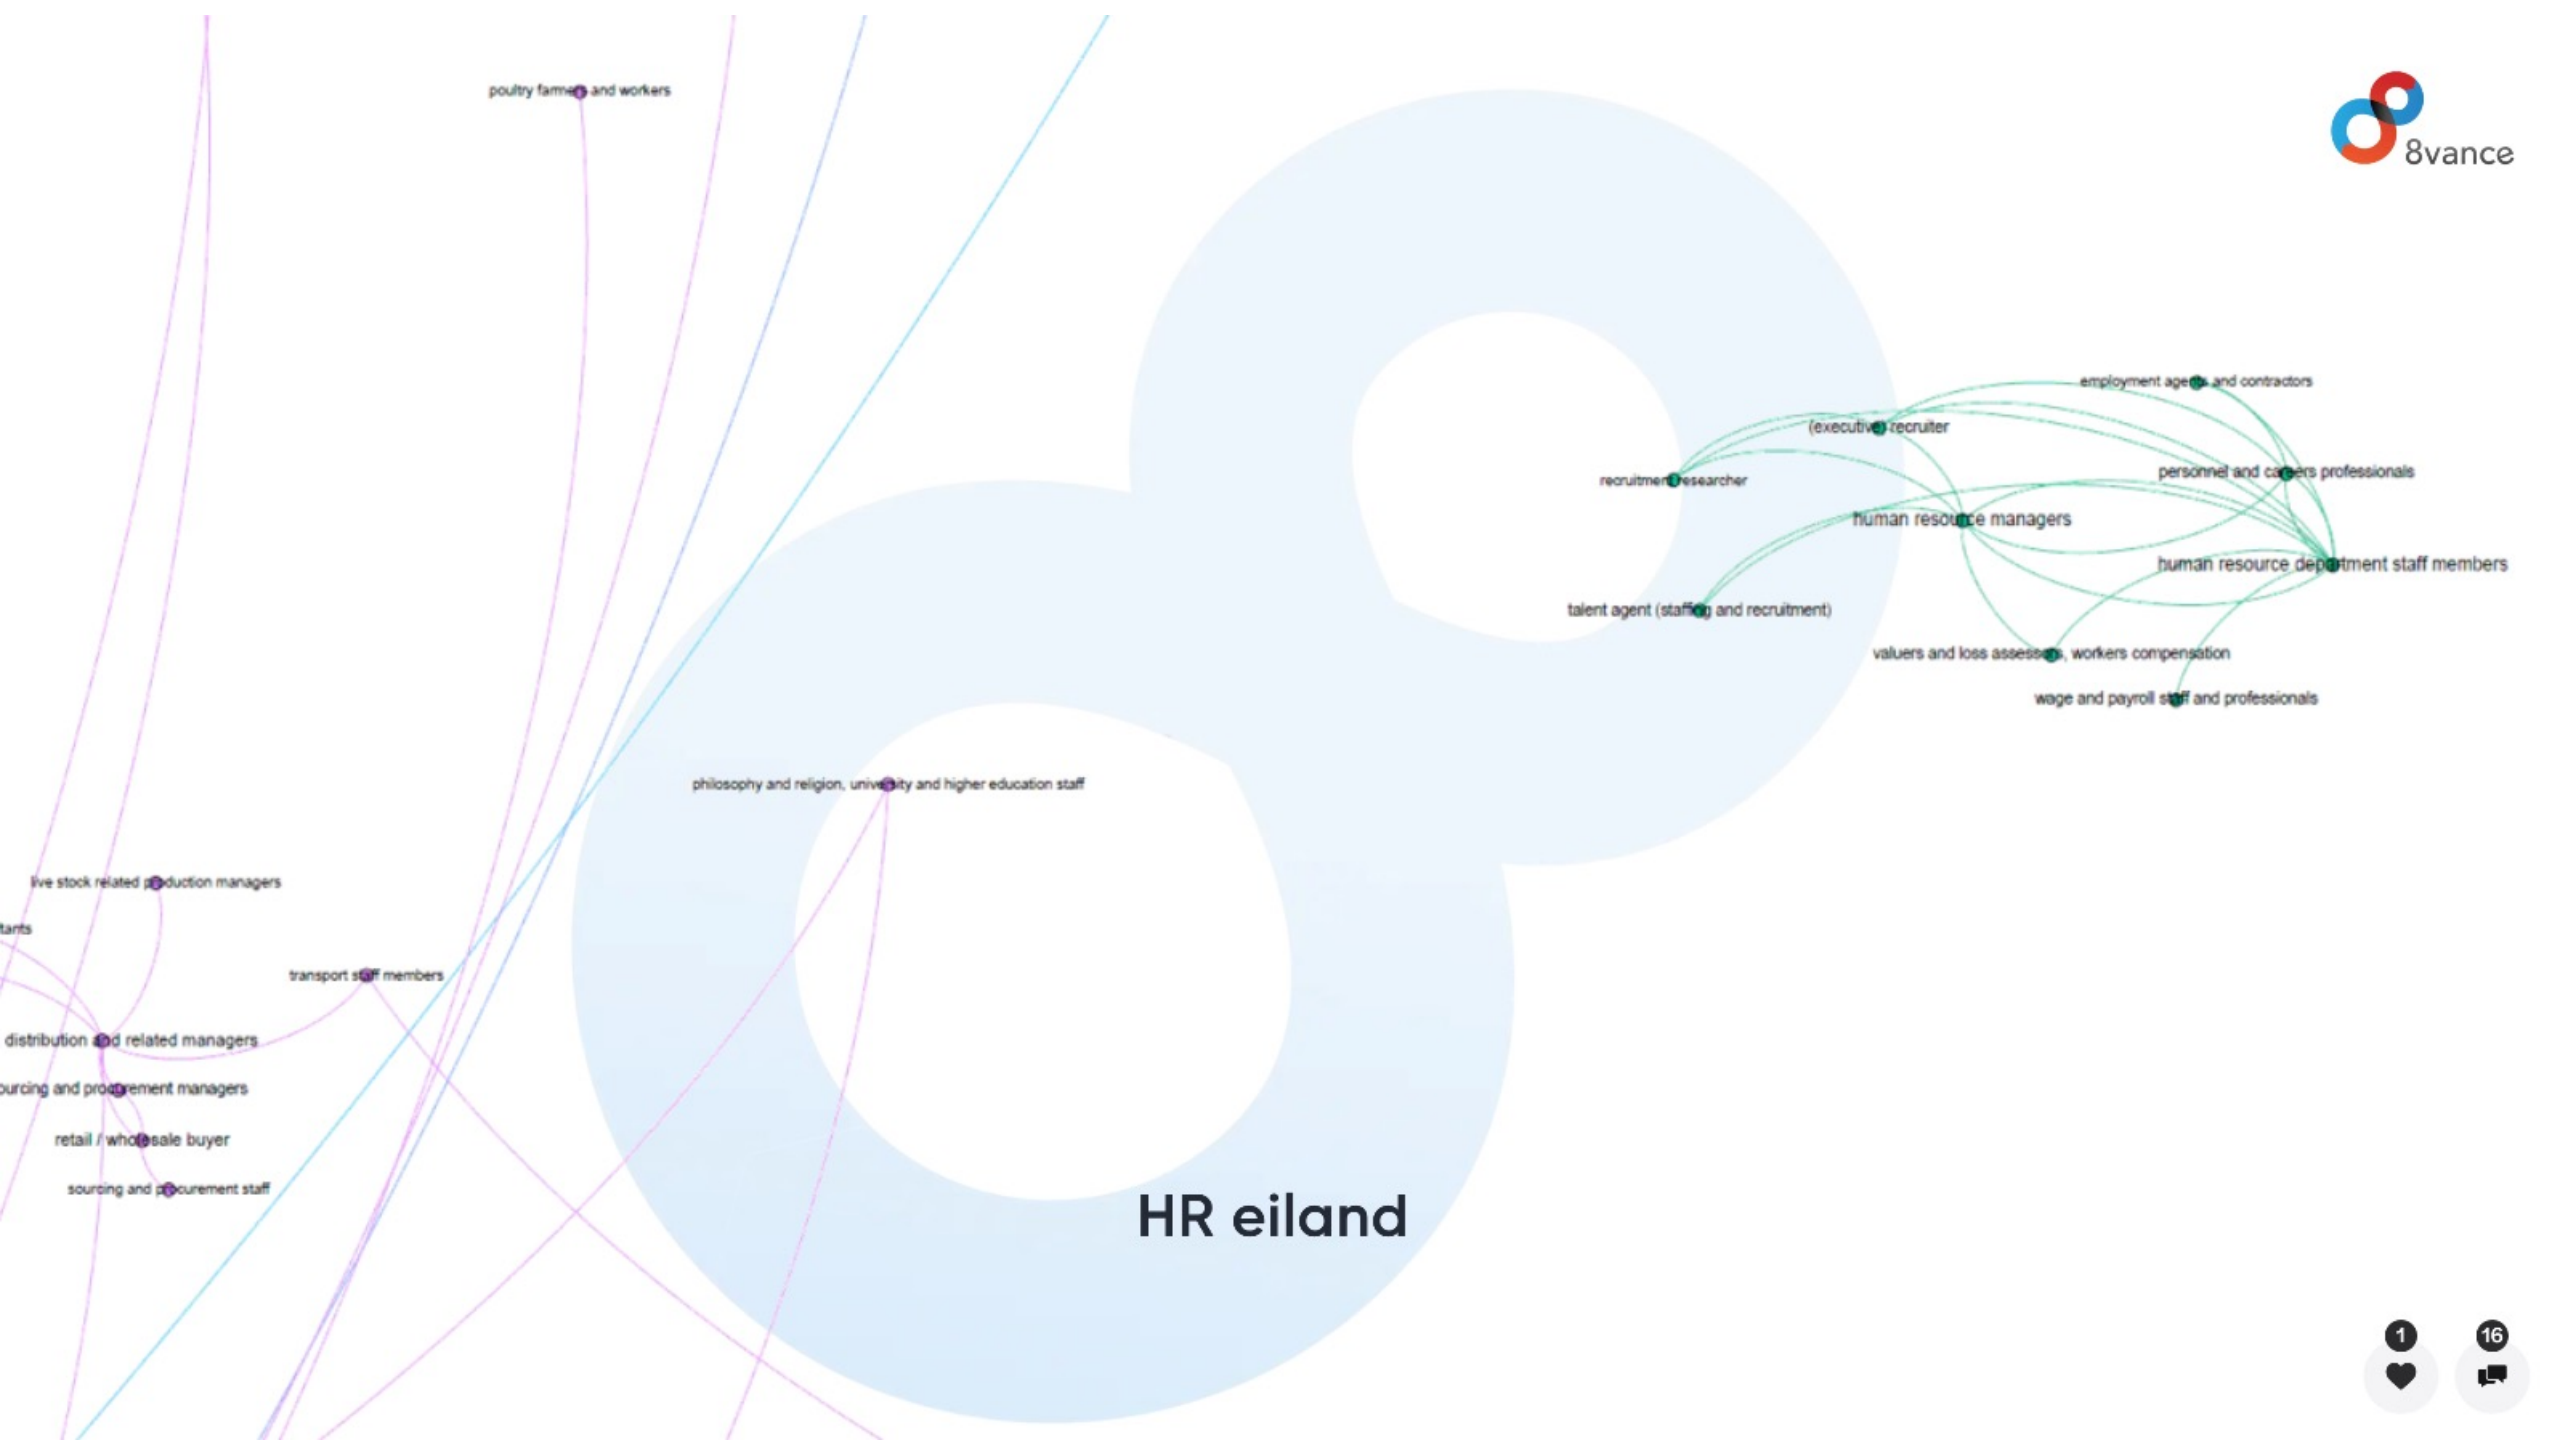 poultry farmers and workers
8vance
employment agents and contractors
(executive) recruiter
personnel and careers professionals
recruitment researcher
human resource managers
human resource department staff members
talent agent (staffing and recruitment)
valuers and loss assessors, workers compensation
wage and payroll staff and professionals
philosophy and religion, university and higher education staff
live stock related production managers
tants
transport staff members
distribution and related managers
ourcing and procurement managers
retail / wholesale buyer
sourcing and procurement staff
HR eiland
1
16